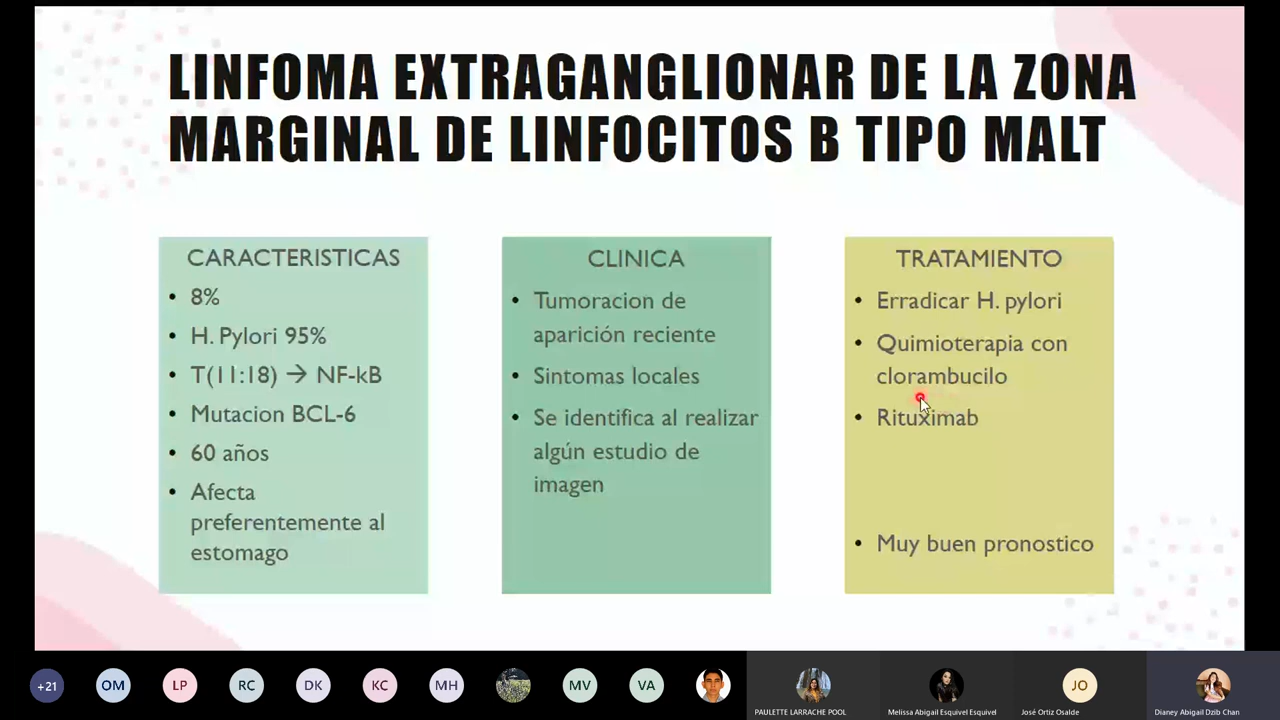 LINFOMA EXTRAGANGLIONAR DE LA ZONA
MARGINAL DE LINFOCITOS B TIPO MALT
CARACTERISTICAS
• 8%
• H. Pylori 95%
• T(11:18) → NF-kB
• Mutacion BCL-6
• 60 años
• Afecta
preferentemente al
estomago
CLINICA
• Tumoracion de
aparición reciente
• Sintomas locales
• Se identifica al realizar
algún estudio de
imagen
TRATAMIENTO
• Erradicar H. pylori
• Quimioterapia con
clorambucilo
• Rituximab
• Muy buen pronostico
+21
OM
LP
RC
DK
KC
MH
MV
VA
PAULETTE LARRACHE POOL
Melissa Abigail Esquivel Esquivel
JO
José Ortiz Osalde
Dianey Abigail Dzib Chan